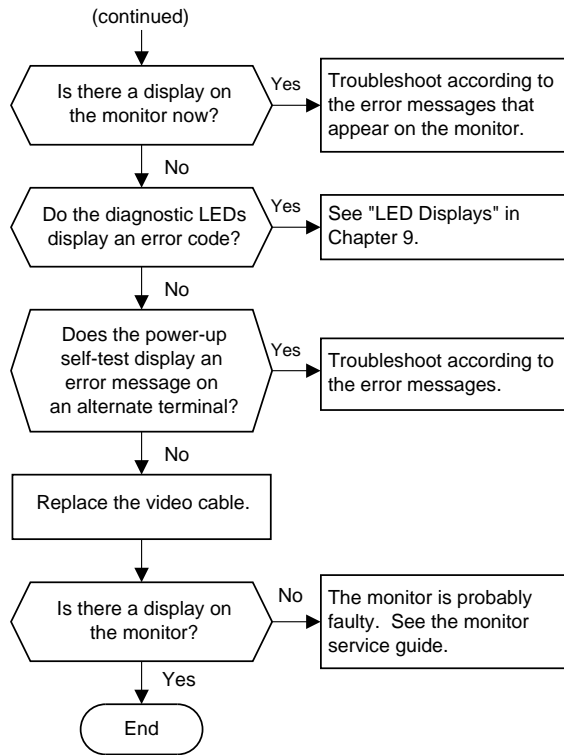 (continued)
Is there a display on
the monitor now?
Yes
Troubleshoot according to
the error messages that
appear on the monitor.
No
Do the diagnostic LEDs
display an error code?
Yes
See "LED Displays" in
Chapter 9.
No
Does the power-up
self-test display an
error message on
an alternate terminal?
Yes
Troubleshoot according to
the error messages.
No
Replace the video cable.
Is there a display on
the monitor?
No
The monitor is probably
faulty.  See the monitor
service guide.
Yes
End